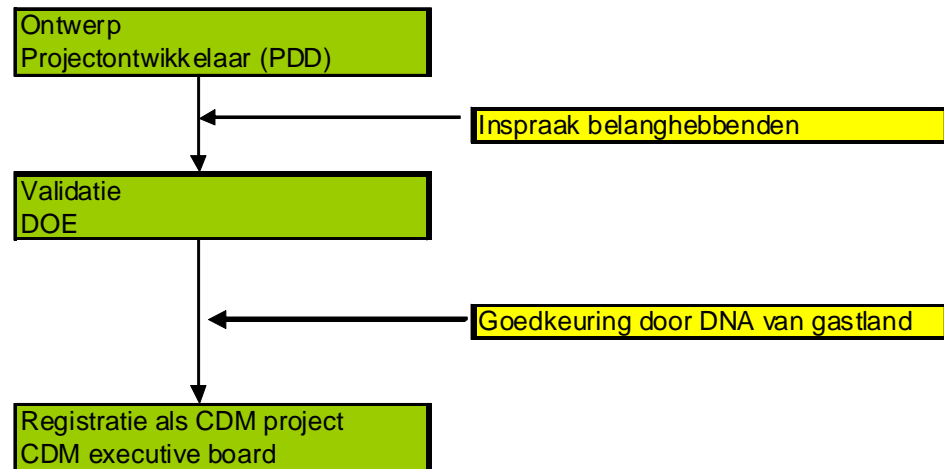 Ontwerp
Projectontwikkelaar (PDD)
Inspraak belanghebbenden
Validatie
DOE
Goedkeuring door DNA van gastland
Registratie als CDM project
CDM executive board